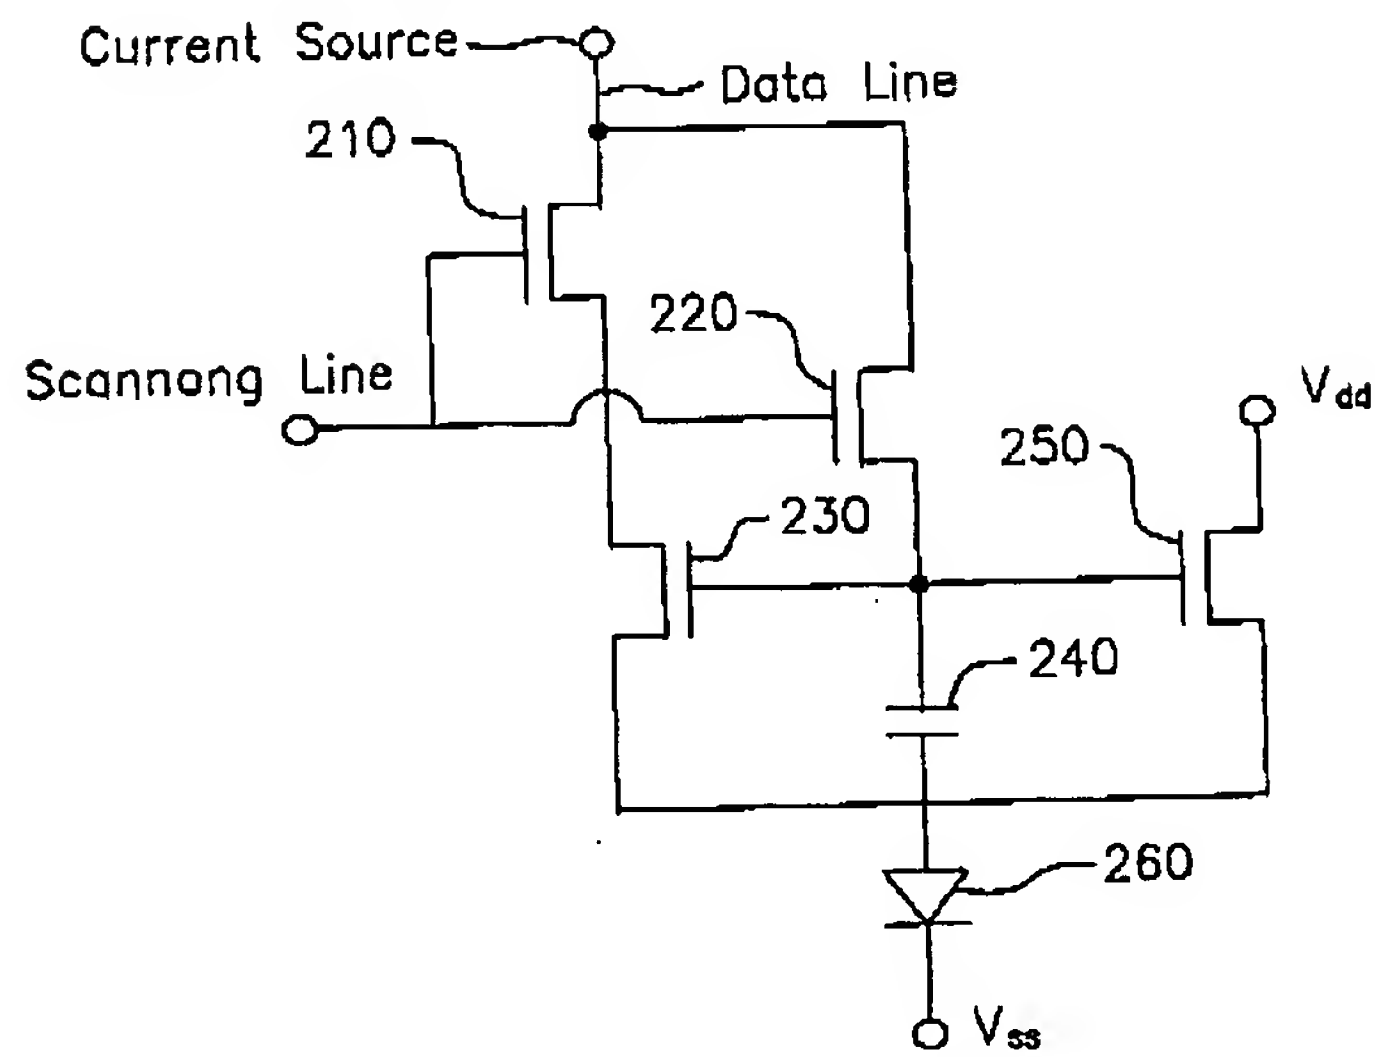 Current Source
Data Line
210
220
Scannong Line
Vdd
250
230
240
260
Vss